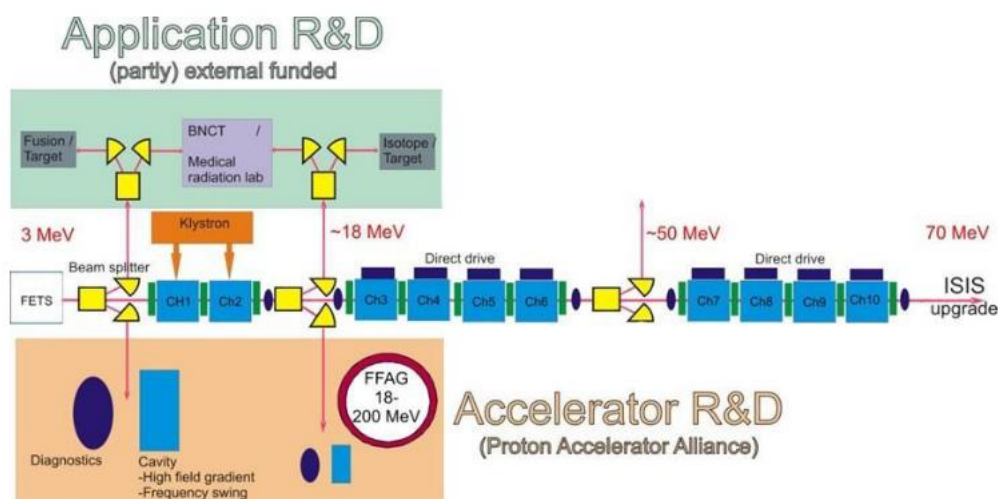 Application R&D
(partly) external funded
Fusion /
Target
BNCT /
Medical
radiation lab
Isotope /
Target
3 MeV
Klystron
~18 MeV
~50 MeV
70 MeV
Beam splitter
Direct drive
Direct drive
FETS
CH1
Ch2
Ch3
Ch4
Ch5
Ch6
Ch7
Ch8
Ch9
Ch10
ISIS
upgrade
FFAG
18-
200 MeV
Accelerator R&D
(Proton Accelerator Alliance)
Diagnostics
Cavity
-High field gradient
-Frequency swing